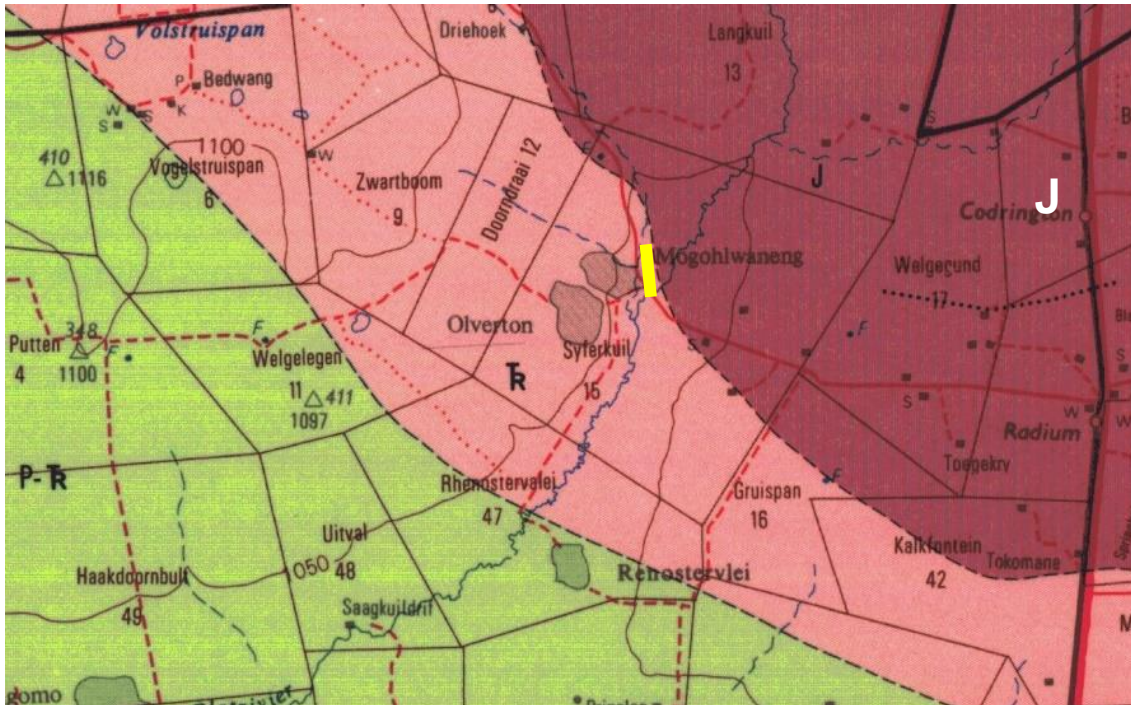 Volstruispan
Driehoek
Langkuil
13
P
Bedwang
W
S
K
S
410
1116
1100
W
Vogelstruispan
6
Zwartboom
9
Doorndraai 12
F
S
J
J
Codrington
Mogohlwaneng
Welgegund
17
Putten
4
348
1100
F
F
Olverton
Welgelegen
11
411
1097
Syferkuil
15
TR
S
F
S
W
W
Radium
P-TR
Toegekry
Rhenostervalei
47
F
Gruispan
16
Uitval
48
1050
Kalkfontein
42
Tokomane
Haakdoornbult
49
Renostervlei
Saagkuildrif
M
gomo